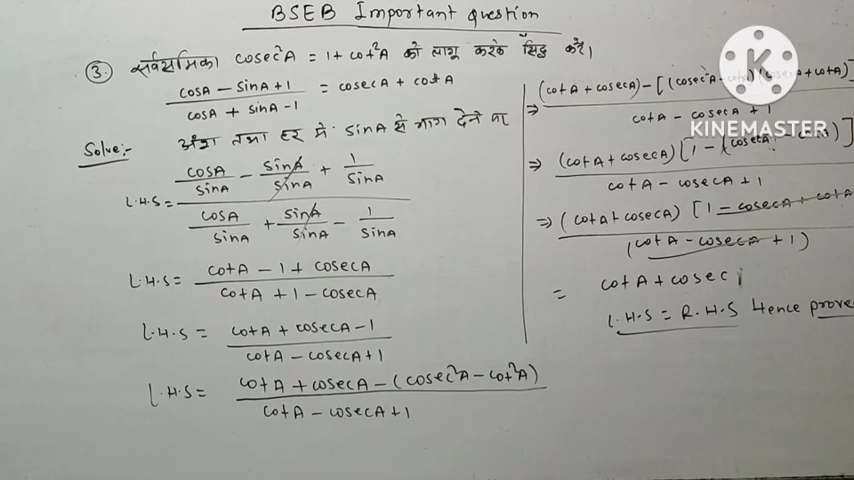 BSEB Important question
3. सर्वसमिका cosec²A = 1 + cot²A को लागू करके सिद्ध करें।
cosA - sinA + 1 / cosA + sinA - 1 = cosecA + cotA
Solve:- अंश तथा हर में sinA से भाग देने पर
L.H.S = cosA/sinA - sinA/sinA + 1/sinA / cosA/sinA + sinA/sinA - 1/sinA
L.H.S = cotA - 1 + cosecA / cotA + 1 - cosecA
L.H.S = cotA + cosecA - 1 / cotA - cosecA + 1
L.H.S = cotA + cosecA - (cosec²A - cot²A) / cotA - cosecA + 1
⇒ (cotA + cosecA) - [(cosecA + cotA)] / cotA - cosecA + 1
⇒ (cotA + cosecA) [1 - (cosecA - )] / cotA - cosecA + 1
⇒ (cotA + cosecA) [1 - cosecA + cotA / (cotA - cosecA + 1)
= cotA + cosec
L.H.S = R.H.S Hence prove
KINEMASTER